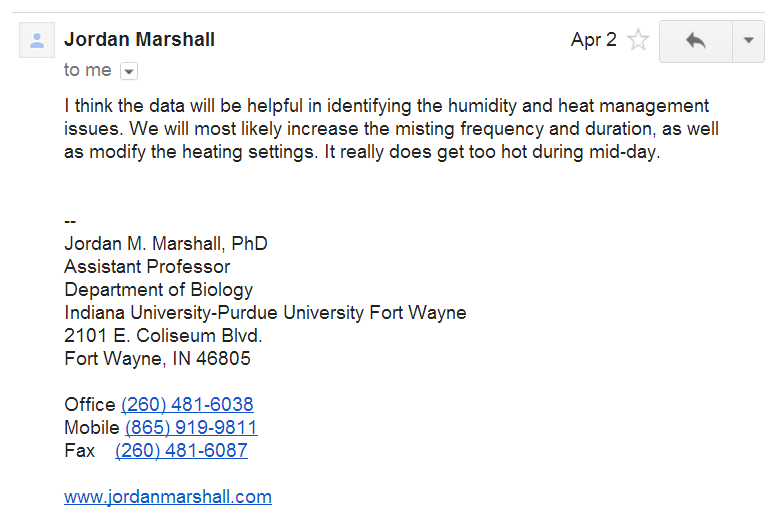 Jordan Marshall
Apr 2
to me
I think the data will be helpful in identifying the humidity and heat management
issues. We will most likely increase the misting frequency and duration, as well
as modify the heating settings. It really does get too hot during mid-day.
--
Jordan M. Marshall, PhD
Assistant Professor
Department of Biology
Indiana University-Purdue University Fort Wayne
2101 E. Coliseum Blvd.
Fort Wayne, IN 46805
Office (260) 481-6038
Mobile (865) 919-9811
Fax (260) 481-6087
www.jordanmarshall.com